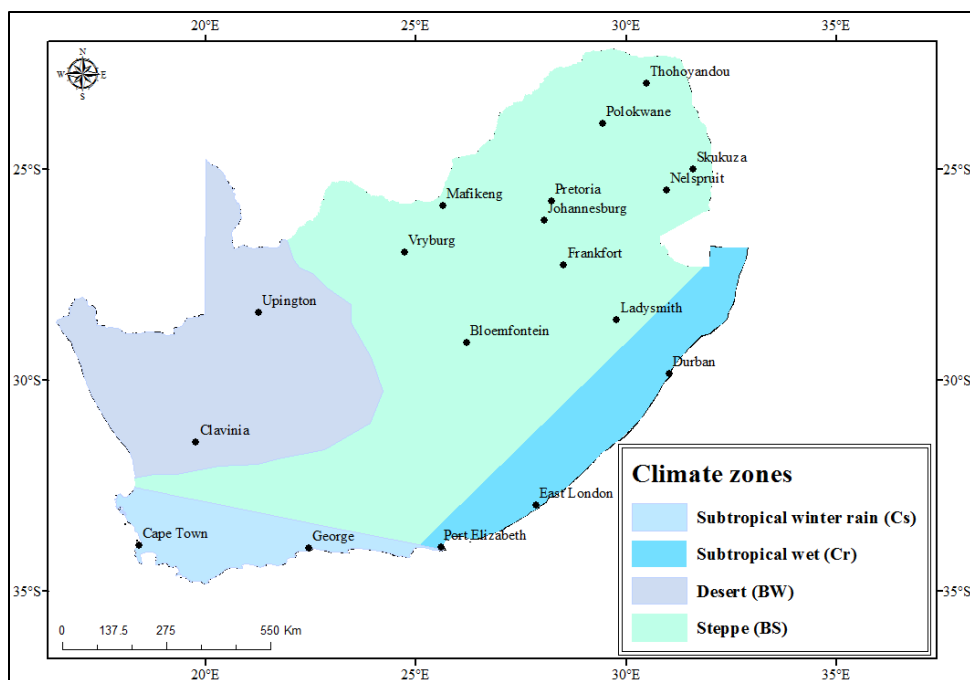 20°E 25°E 30°E 35°E
N
W E
S
Thohoyandou
Polokwane
25°S 25°S
Skukuza
Nelspruit
Pretoria
Mafikeng
Johannesburg
Vryburg
Frankfort
Upington
Ladysmith
Bloemfontein
Durban
30°S 30°S
Clavinia
Climate zones
East London
Subtropical winter rain (Cs)
Cape Town
George
Port Elizabeth
Subtropical wet (Cr)
35°S 35°S
Desert (BW)
0 137.5 275 550 Km
Steppe (BS)
20°E 25°E 30°E 35°E